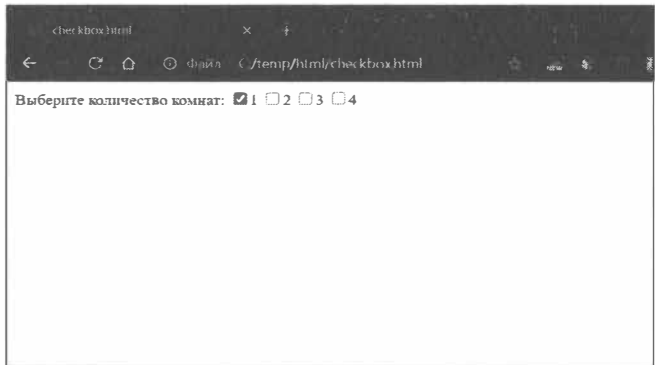 checkbox.html
Файл /temp/html/checkbox.html
Выберите количество комнат: 1 2 3 4